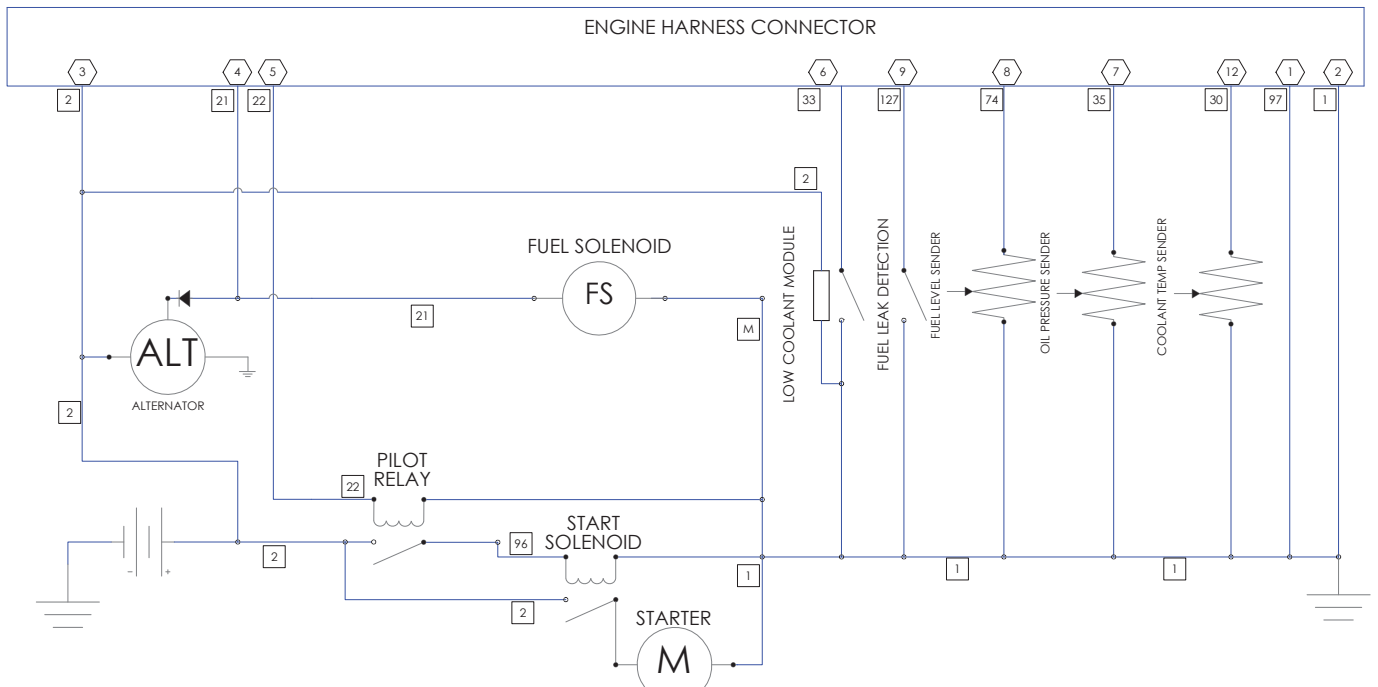 ENGINE HARNESS CONNECTOR
3
4
5
6
9
8
7
12
1
2
2
21
22
33
127
74
35
30
97
1
2
FUEL SOLENOID
FS
LOW COOLANT MODULE
FUEL LEAK DETECTION
FUEL LEVEL SENDER
OIL PRESSURE SENDER
COOLANT TEMP SENDER
21
M
ALT
ALTERNATOR
2
PILOT
RELAY
22
START
SOLENOID
96
2
- +
1
1
1
2
STARTER
M